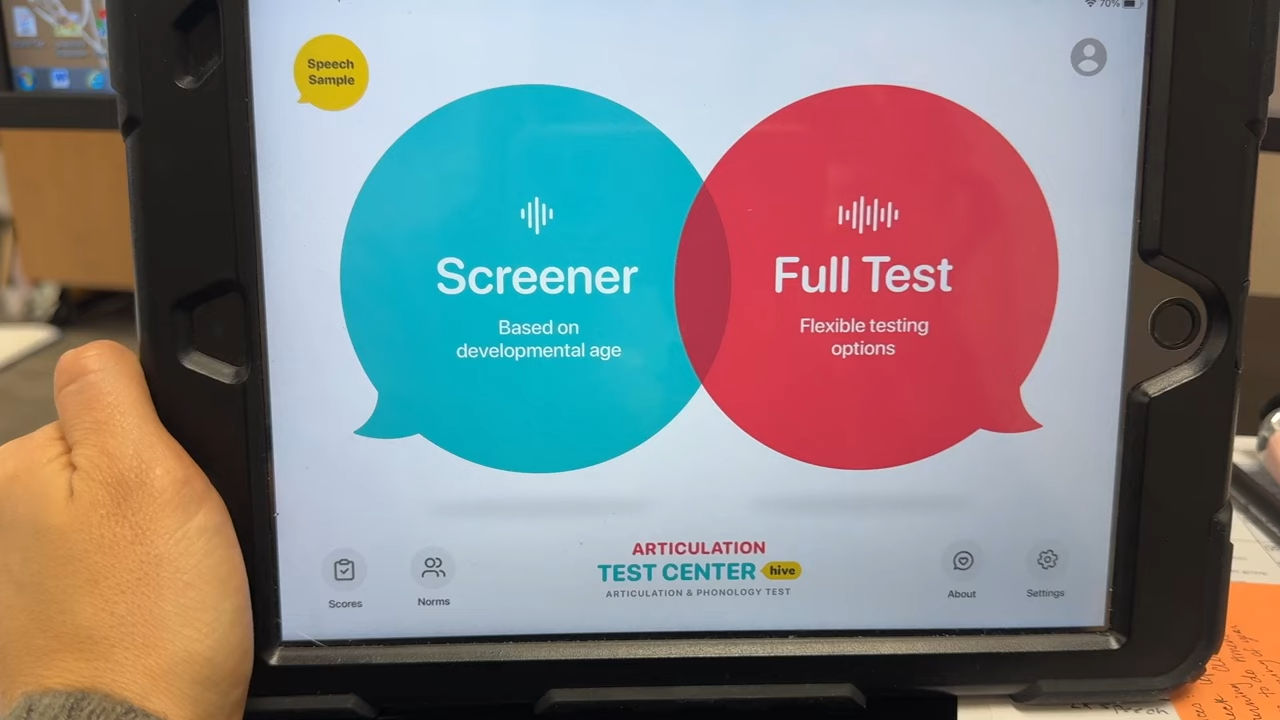 70%
Speech
Sample
Screener
Based on
developmental age
Full Test
Flexible testing
options
ARTICULATION
TEST CENTER hive
ARTICULATION & PHONOLOGY TEST
Scores
Norms
About
Settings